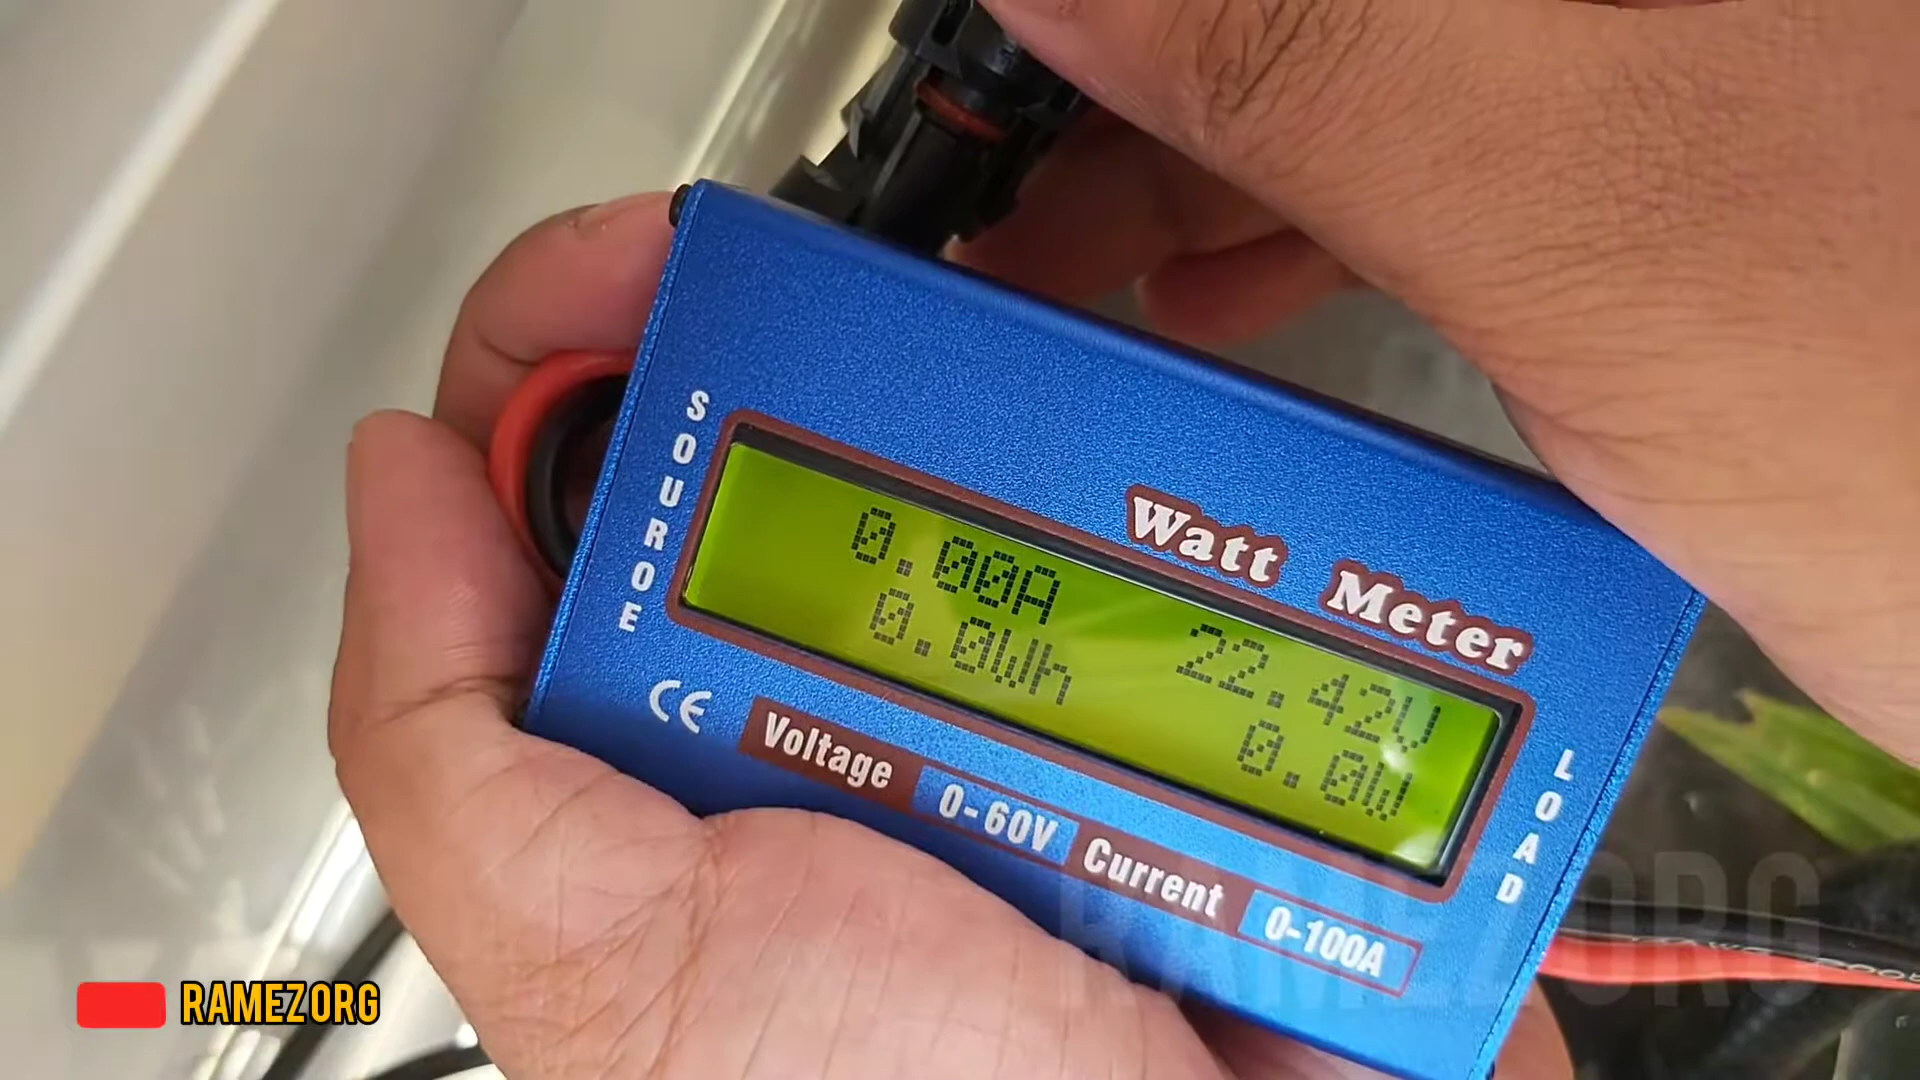 SOUROE
Watt Meter
0.00A 22.42V
0.0Wh 0.0W
LOAD
CE
Voltage 0-60V Current 0-100A
RAMEZORG
RAMEZORG